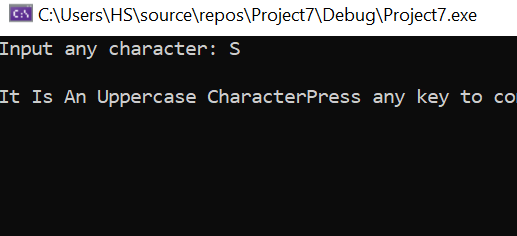 C:\Users\HS\source\repos\Project7\Debug\Project7.exe
Input any character: S
It Is An Uppercase CharacterPress any key to